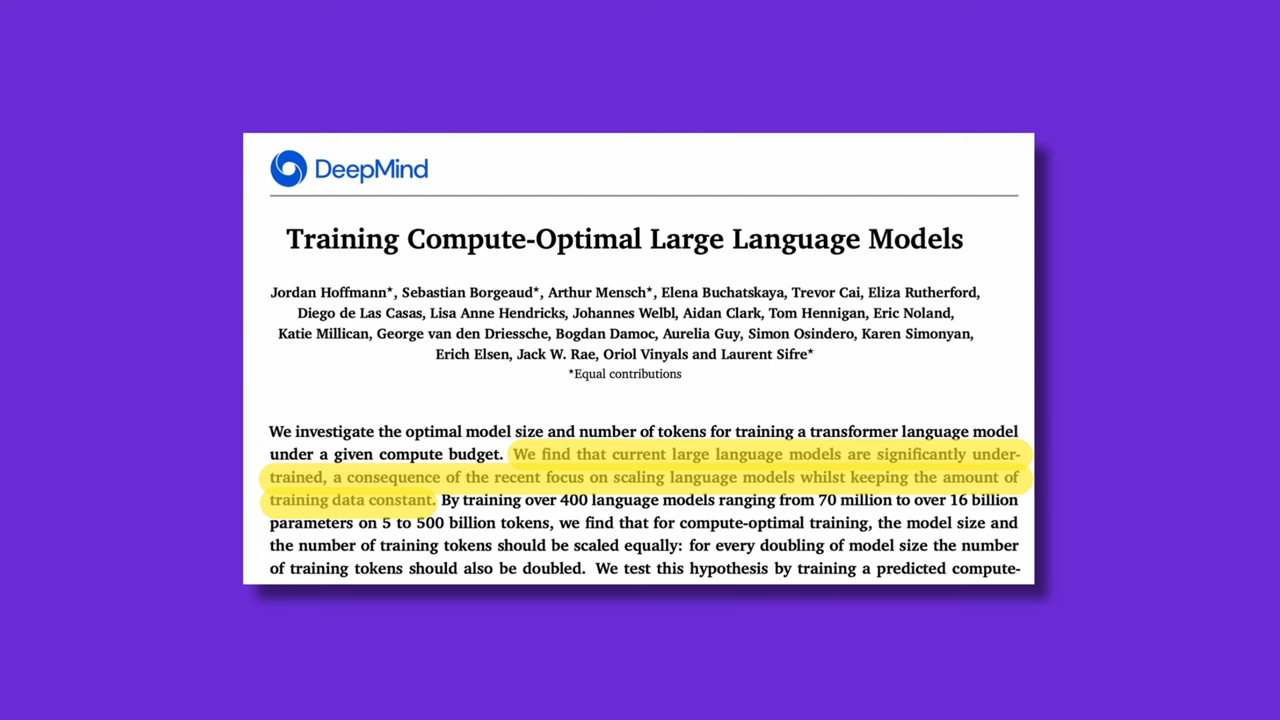 DeepMind
Training Compute-Optimal Large Language Models
Jordan Hoffmann★, Sebastian Borgeaud★, Arthur Mensch★, Elena Buchatskaya, Trevor Cai, Eliza Rutherford,
Diego de Las Casas, Lisa Anne Hendricks, Johannes Welbl, Aidan Clark, Tom Hennigan, Eric Noland,
Katie Millican, George van den Driessche, Bogdan Damoc, Aurelia Guy, Simon Osindero, Karen Simonyan,
Erich Elsen, Jack W. Rae, Oriol Vinyals and Laurent Sifre★
★Equal contributions
We investigate the optimal model size and number of tokens for training a transformer language model
under a given compute budget. We find that current large language models are significantly under-
trained, a consequence of the recent focus on scaling language models whilst keeping the amount of
training data constant. By training over 400 language models ranging from 70 million to over 16 billion
parameters on 5 to 500 billion tokens, we find that for compute-optimal training, the model size and
the number of training tokens should be scaled equally: for every doubling of model size the number
of training tokens should also be doubled. We test this hypothesis by training a predicted compute-